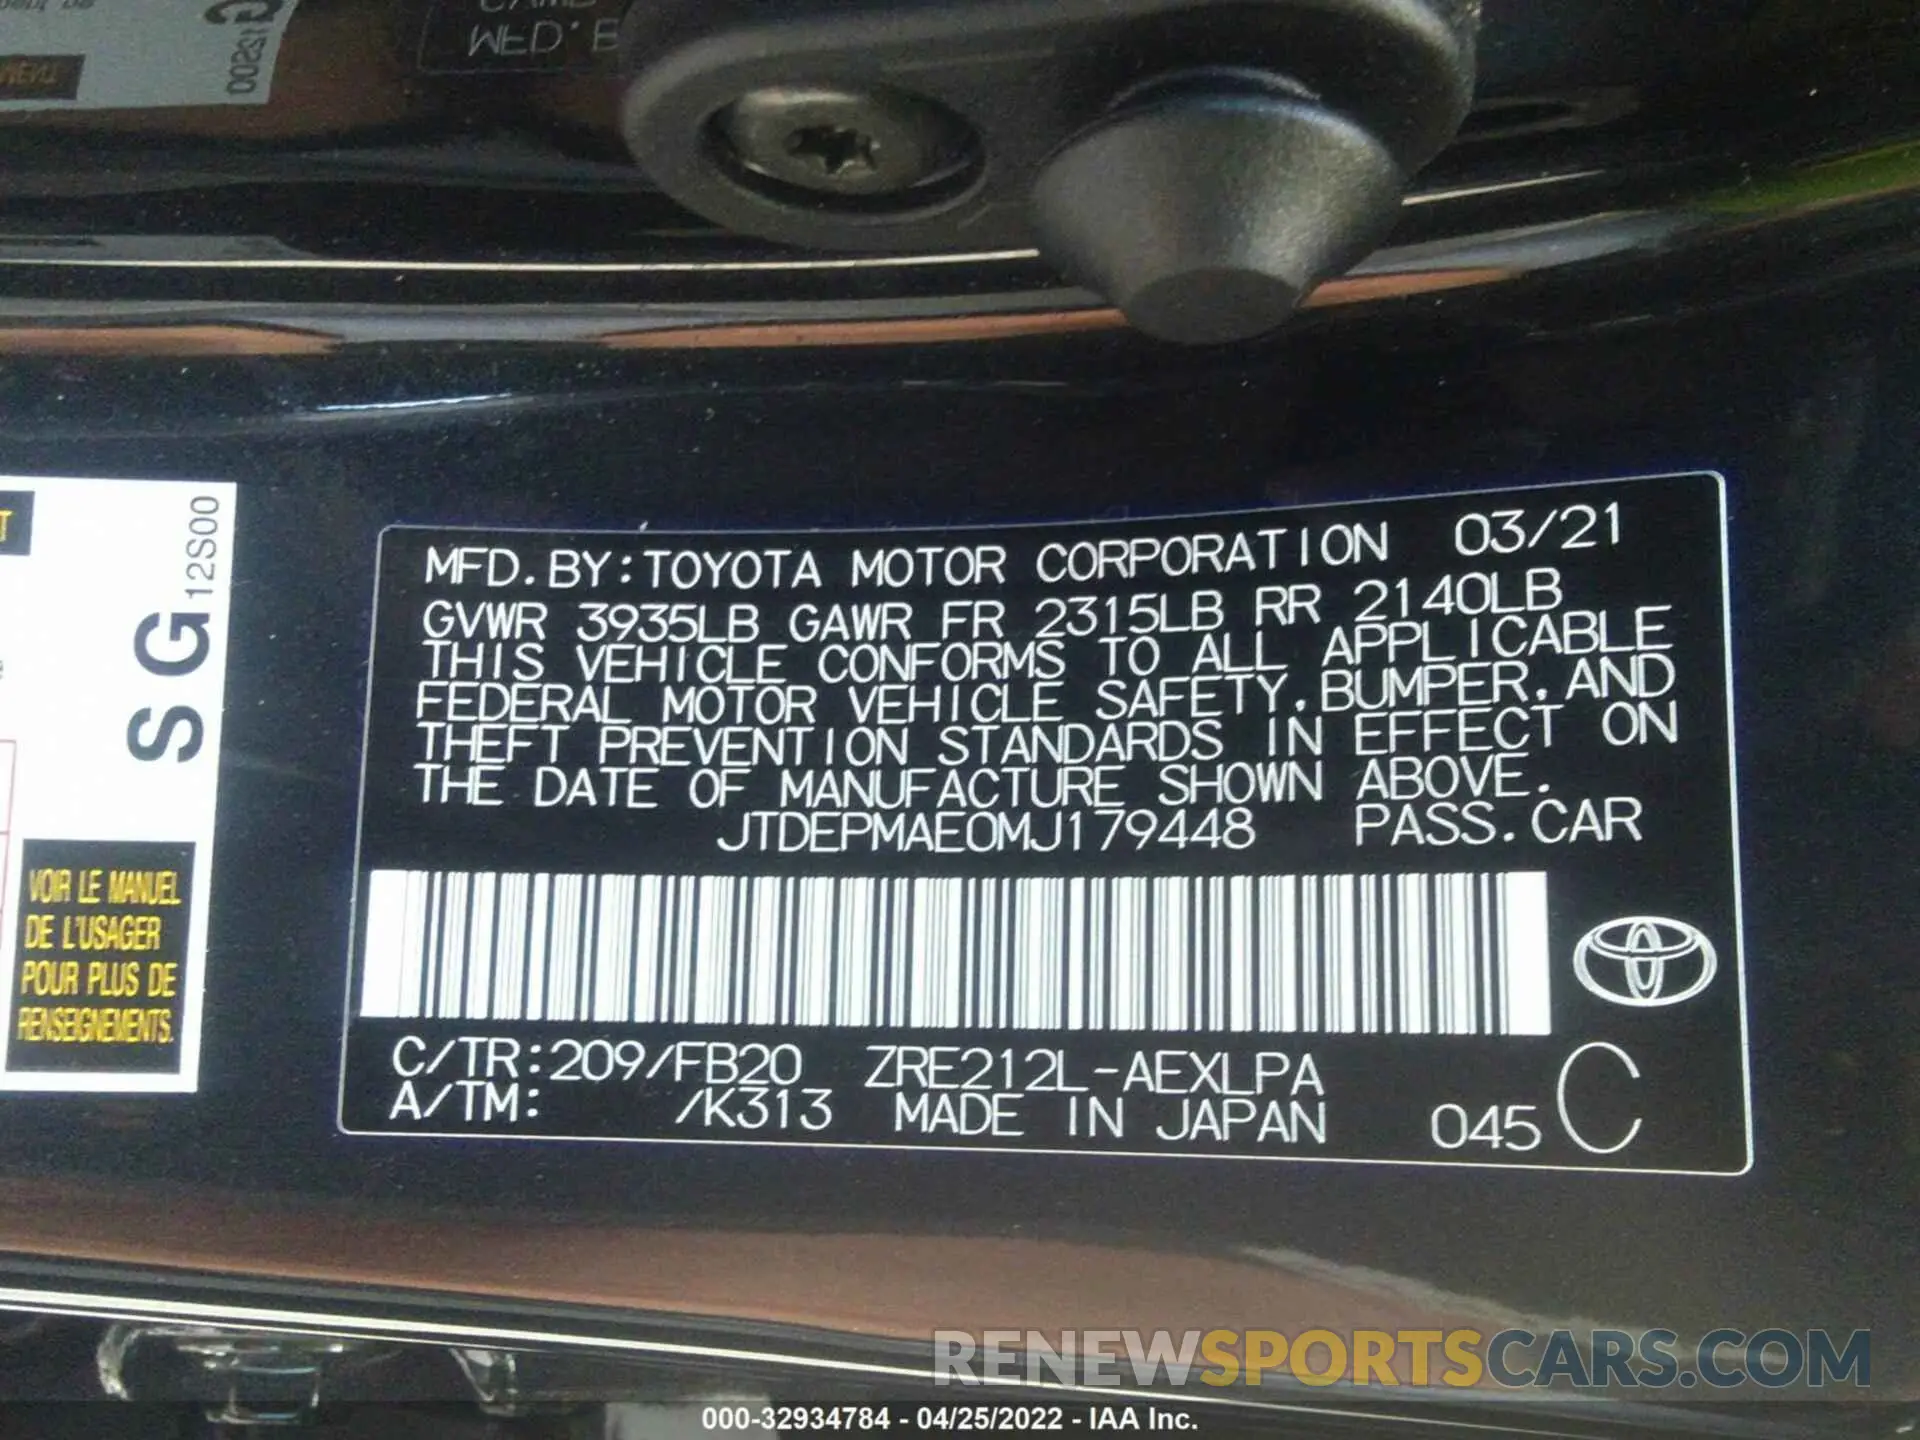 12S00
MFD.
T
12S00
SG
VOIR LE MANUEL
DE L'USAGER
POUR PLUS DE
RENSEIGNEMENTS.
MFD. BY: TOYOTA MOTOR CORPORATION 03/21
GVWR 3935LB GAWR FR 2315LB RR 2140LB
THIS VEHICLE CONFORMS TO ALL APPLICABLE
FEDERAL MOTOR VEHICLE SAFETY, BUMPER, AND
THEFT PREVENTION STANDARDS IN EFFECT ON
THE DATE OF MANUFACTURE SHOWN ABOVE.
JTDEPMAE0MJ179448 PASS. CAR
C/TR: 209/FB20 ZRE212L-AEXLPA
A/TM: /K313 MADE IN JAPAN 045 C
RENEWSPORTSCARS.COM
000-32934784 - 04/25/2022 - IAA Inc.